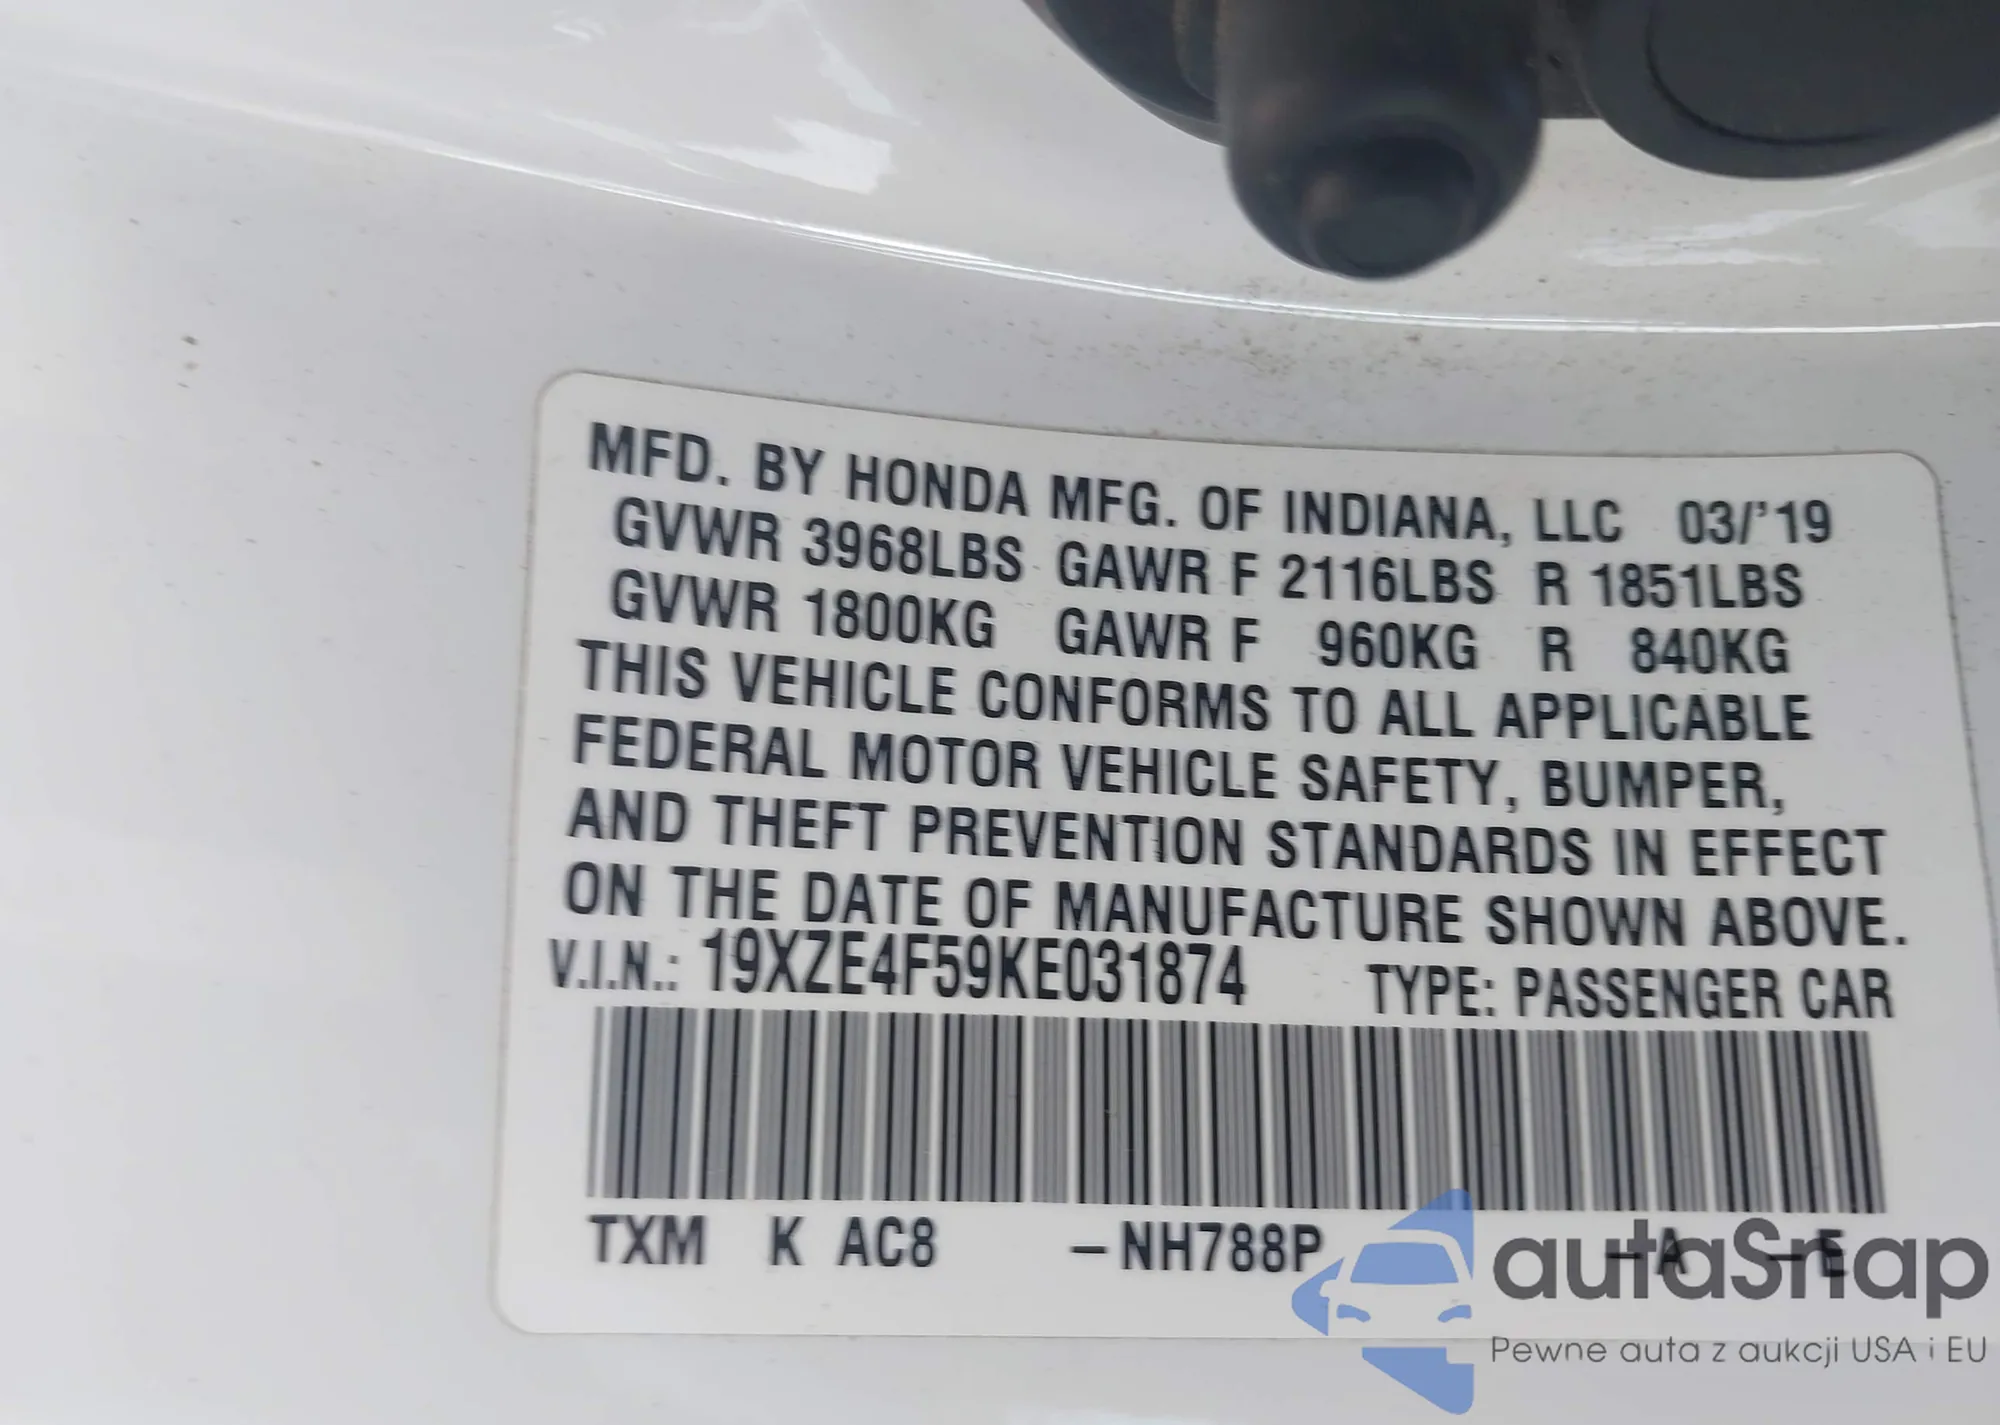 MFD. BY HONDA MFG. OF INDIANA, LLC 03/'19
GVWR 3968LBS GAWR F 2116LBS R 1851LBS
GVWR 1800KG GAWR F 960KG R 840KG
THIS VEHICLE CONFORMS TO ALL APPLICABLE
FEDERAL MOTOR VEHICLE SAFETY, BUMPER,
AND THEFT PREVENTION STANDARDS IN EFFECT
ON THE DATE OF MANUFACTURE SHOWN ABOVE.
V.I.N.: 19XZE4F59KE031874 TYPE: PASSENGER CAR
TXM K AC8 –NH788P –A –E
autaSnap
Pewne auta z aukcji USA i EU